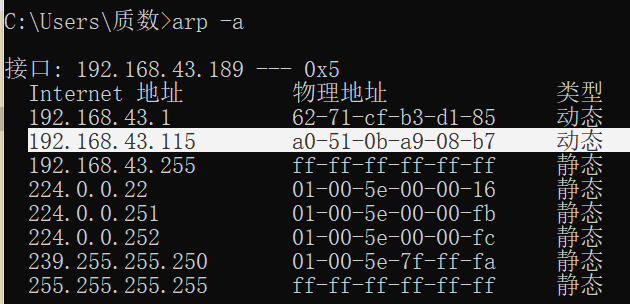 C:\Users\质数>arp -a
接口: 192.168.43.189 --- 0x5
Internet 地址 物理地址 类型
192.168.43.1 62-71-cf-b3-d1-85 动态
192.168.43.115 a0-51-0b-a9-08-b7 动态
192.168.43.255 ff-ff-ff-ff-ff-ff 静态
224.0.0.22 01-00-5e-00-00-16 静态
224.0.0.251 01-00-5e-00-00-fb 静态
224.0.0.252 01-00-5e-00-00-fc 静态
239.255.255.250 01-00-5e-7f-ff-fa 静态
255.255.255.255 ff-ff-ff-ff-ff-ff 静态